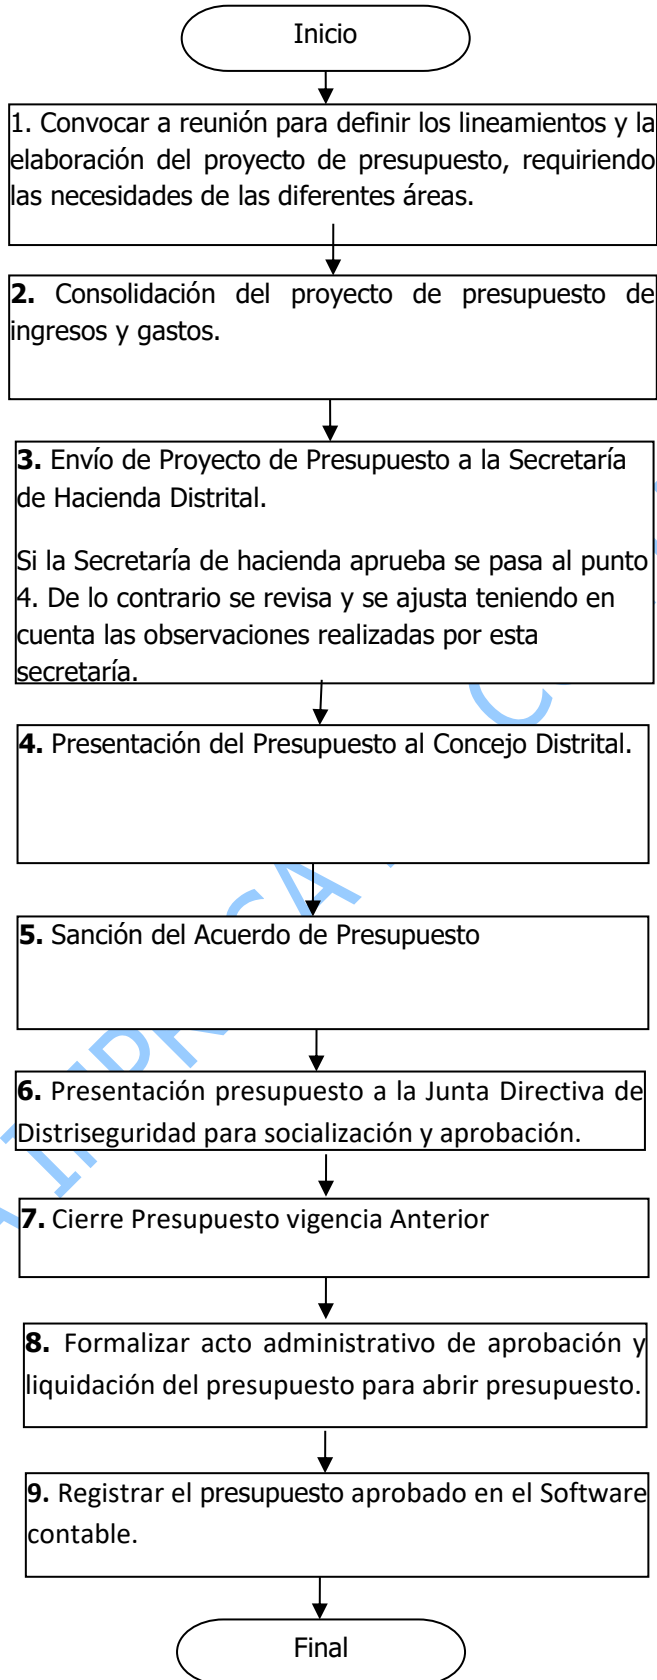 Inicio
1. Convocar a reunión para definir los lineamientos y la
elaboración del proyecto de presupuesto, requiriendo
las necesidades de las diferentes áreas.
2. Consolidación del proyecto de presupuesto de
ingresos y gastos.
3. Envío de Proyecto de Presupuesto a la Secretaría
de Hacienda Distrital.
Si la Secretaría de hacienda aprueba se pasa al punto
4. De lo contrario se revisa y se ajusta teniendo en
cuenta las observaciones realizadas por esta
secretaría.
4. Presentación del Presupuesto al Concejo Distrital.
5. Sanción del Acuerdo de Presupuesto
6. Presentación presupuesto a la Junta Directiva de
Distriseguridad para socialización y aprobación.
7. Cierre Presupuesto vigencia Anterior
8. Formalizar acto administrativo de aprobación y
liquidación del presupuesto para abrir presupuesto.
9. Registrar el presupuesto aprobado en el Software
contable.
Final